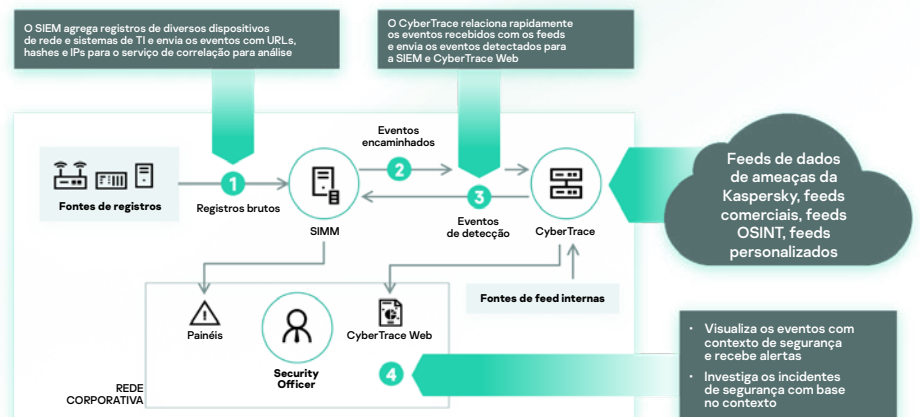 O SIEM agrega registros de diversos dispositivos
de rede e sistemas de TI e envia os eventos com URLs,
hashes e IPs para o serviço de correlação para análise
O CyberTrace relaciona rapidamente
os eventos recebidos com os feeds
e envia os eventos detectados para
a SIEM e CyberTrace Web
Fontes de registros
1
Registros brutos
SIMM
Eventos
encaminhados
2
3
Eventos
de detecção
CyberTrace
Feeds de dados
de ameaças da
Kaspersky, feeds
comerciais, feeds
OSINT, feeds
personalizados
Fontes de feed internas
Painéis
Security
Officer
CyberTrace Web
4
REDE
CORPORATIVA
• Visualiza os eventos com
contexto de segurança
e recebe alertas
• Investiga os incidentes
de segurança com base
no contexto